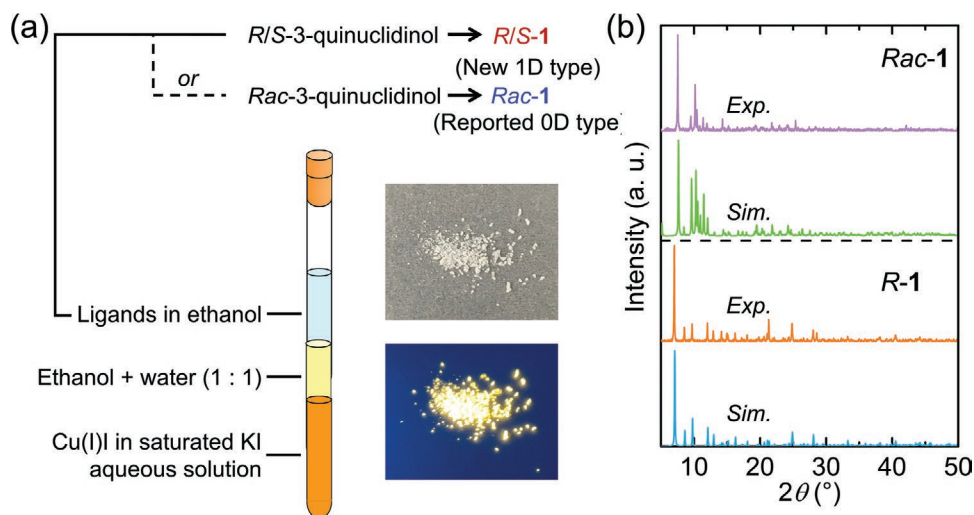 (a)
R/S-3-quinuclidinol → R/S-1
(New 1D type)
or
Rac-3-quinuclidinol → Rac-1
(Reported 0D type)
Ligands in ethanol
Ethanol + water (1 : 1)
Cu(I)I in saturated KI
aqueous solution
(b)
Rac-1
Exp.
Sim.
R-1
Exp.
Sim.
Intensity (a. u.)
10 20 30 40 50
2θ (°)